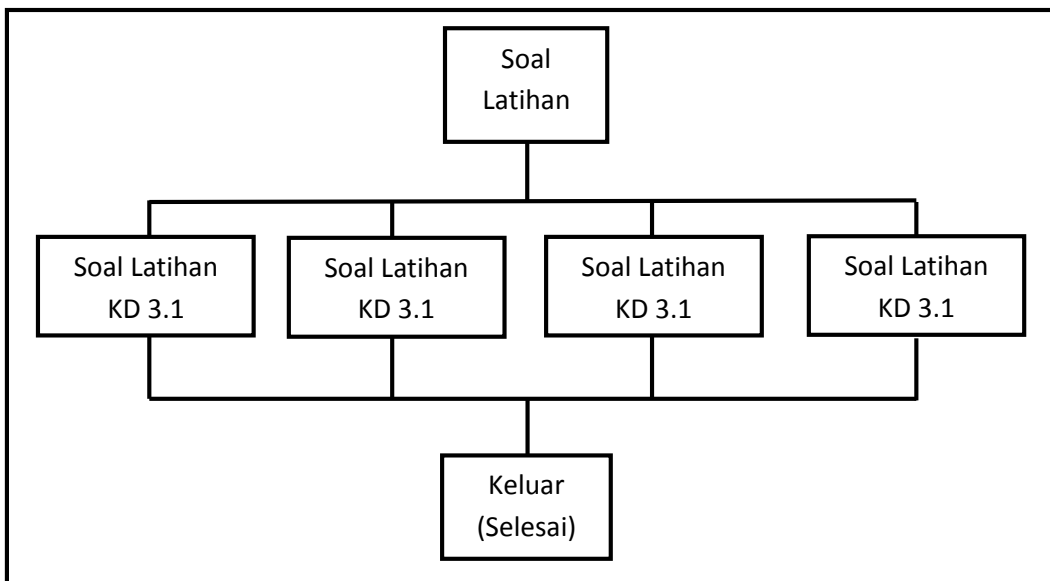 Soal
Latihan
Soal Latihan
KD 3.1
Soal Latihan
KD 3.1
Soal Latihan
KD 3.1
Soal Latihan
KD 3.1
Keluar
(Selesai)